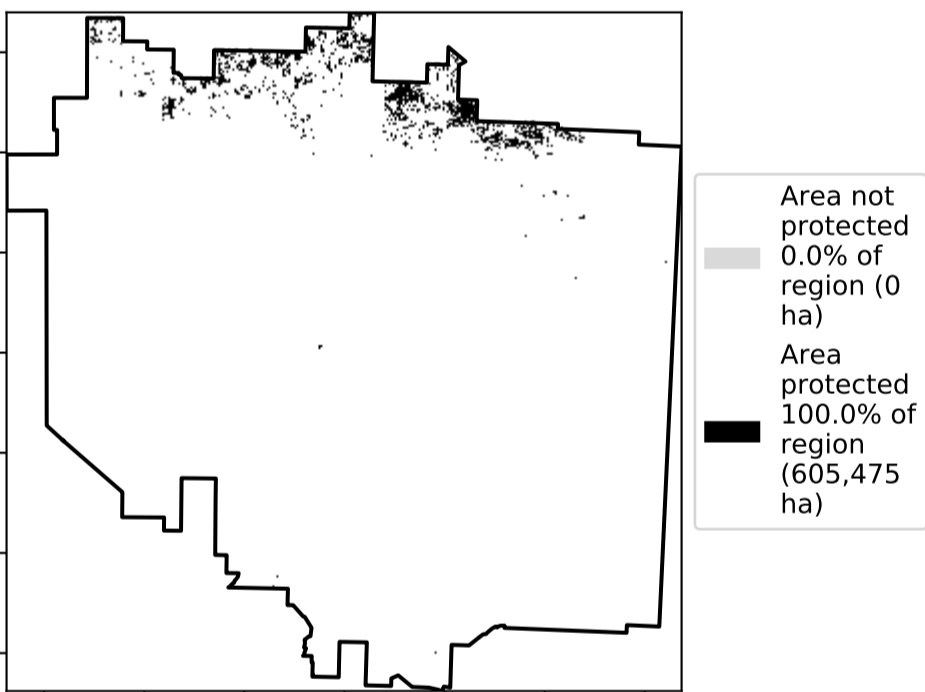 Area not
protected
0.0% of
region (0
ha)
Area
protected
100.0% of
region
(605,475
ha)